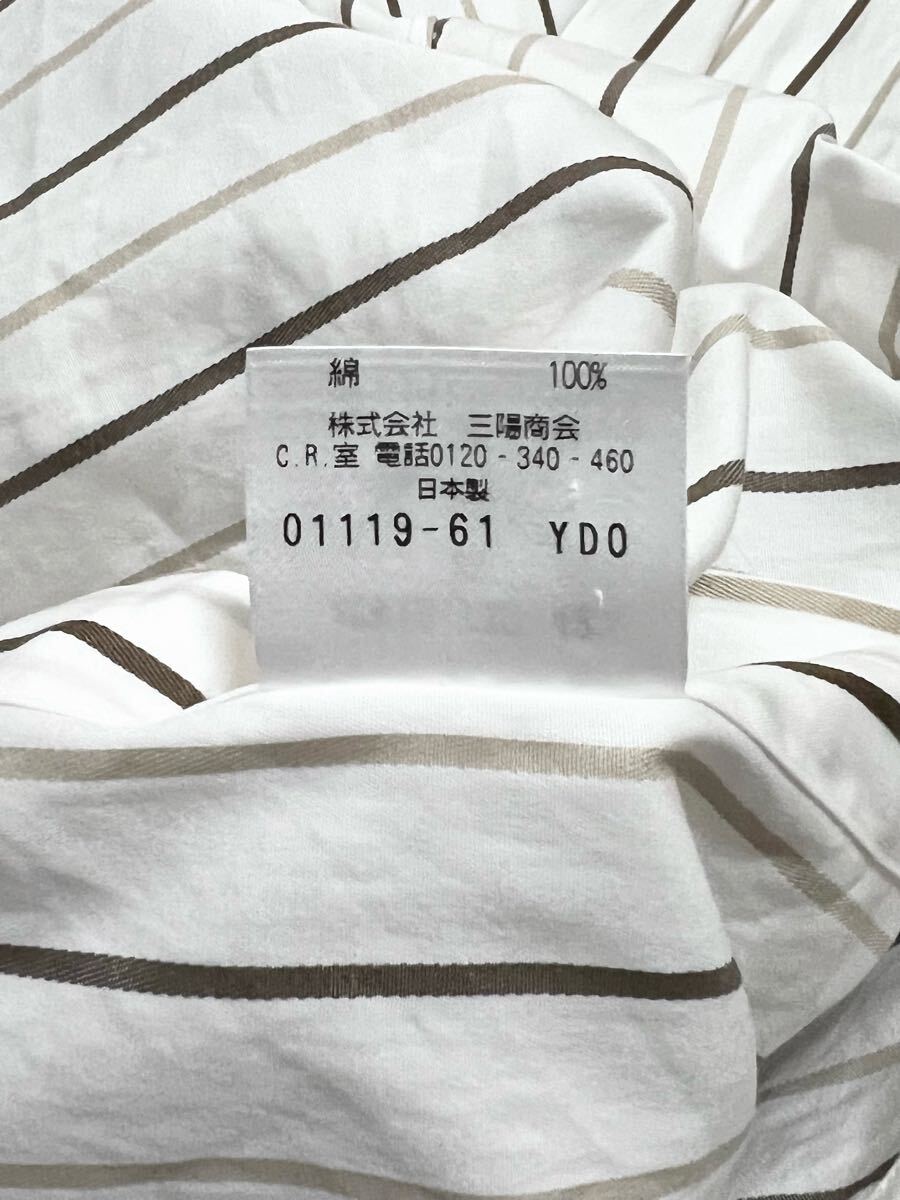 綿 100%
株式会社 三陽商会
C.R.室 電話0120-340-460
日本製
01119-61 YDO